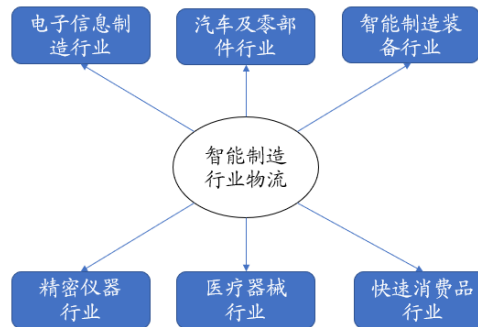 电子信息制
造行业
汽车及零部
件行业
智能制造装
备行业
智能制造
行业物流
精密仪器
行业
医疗器械
行业
快速消费品
行业